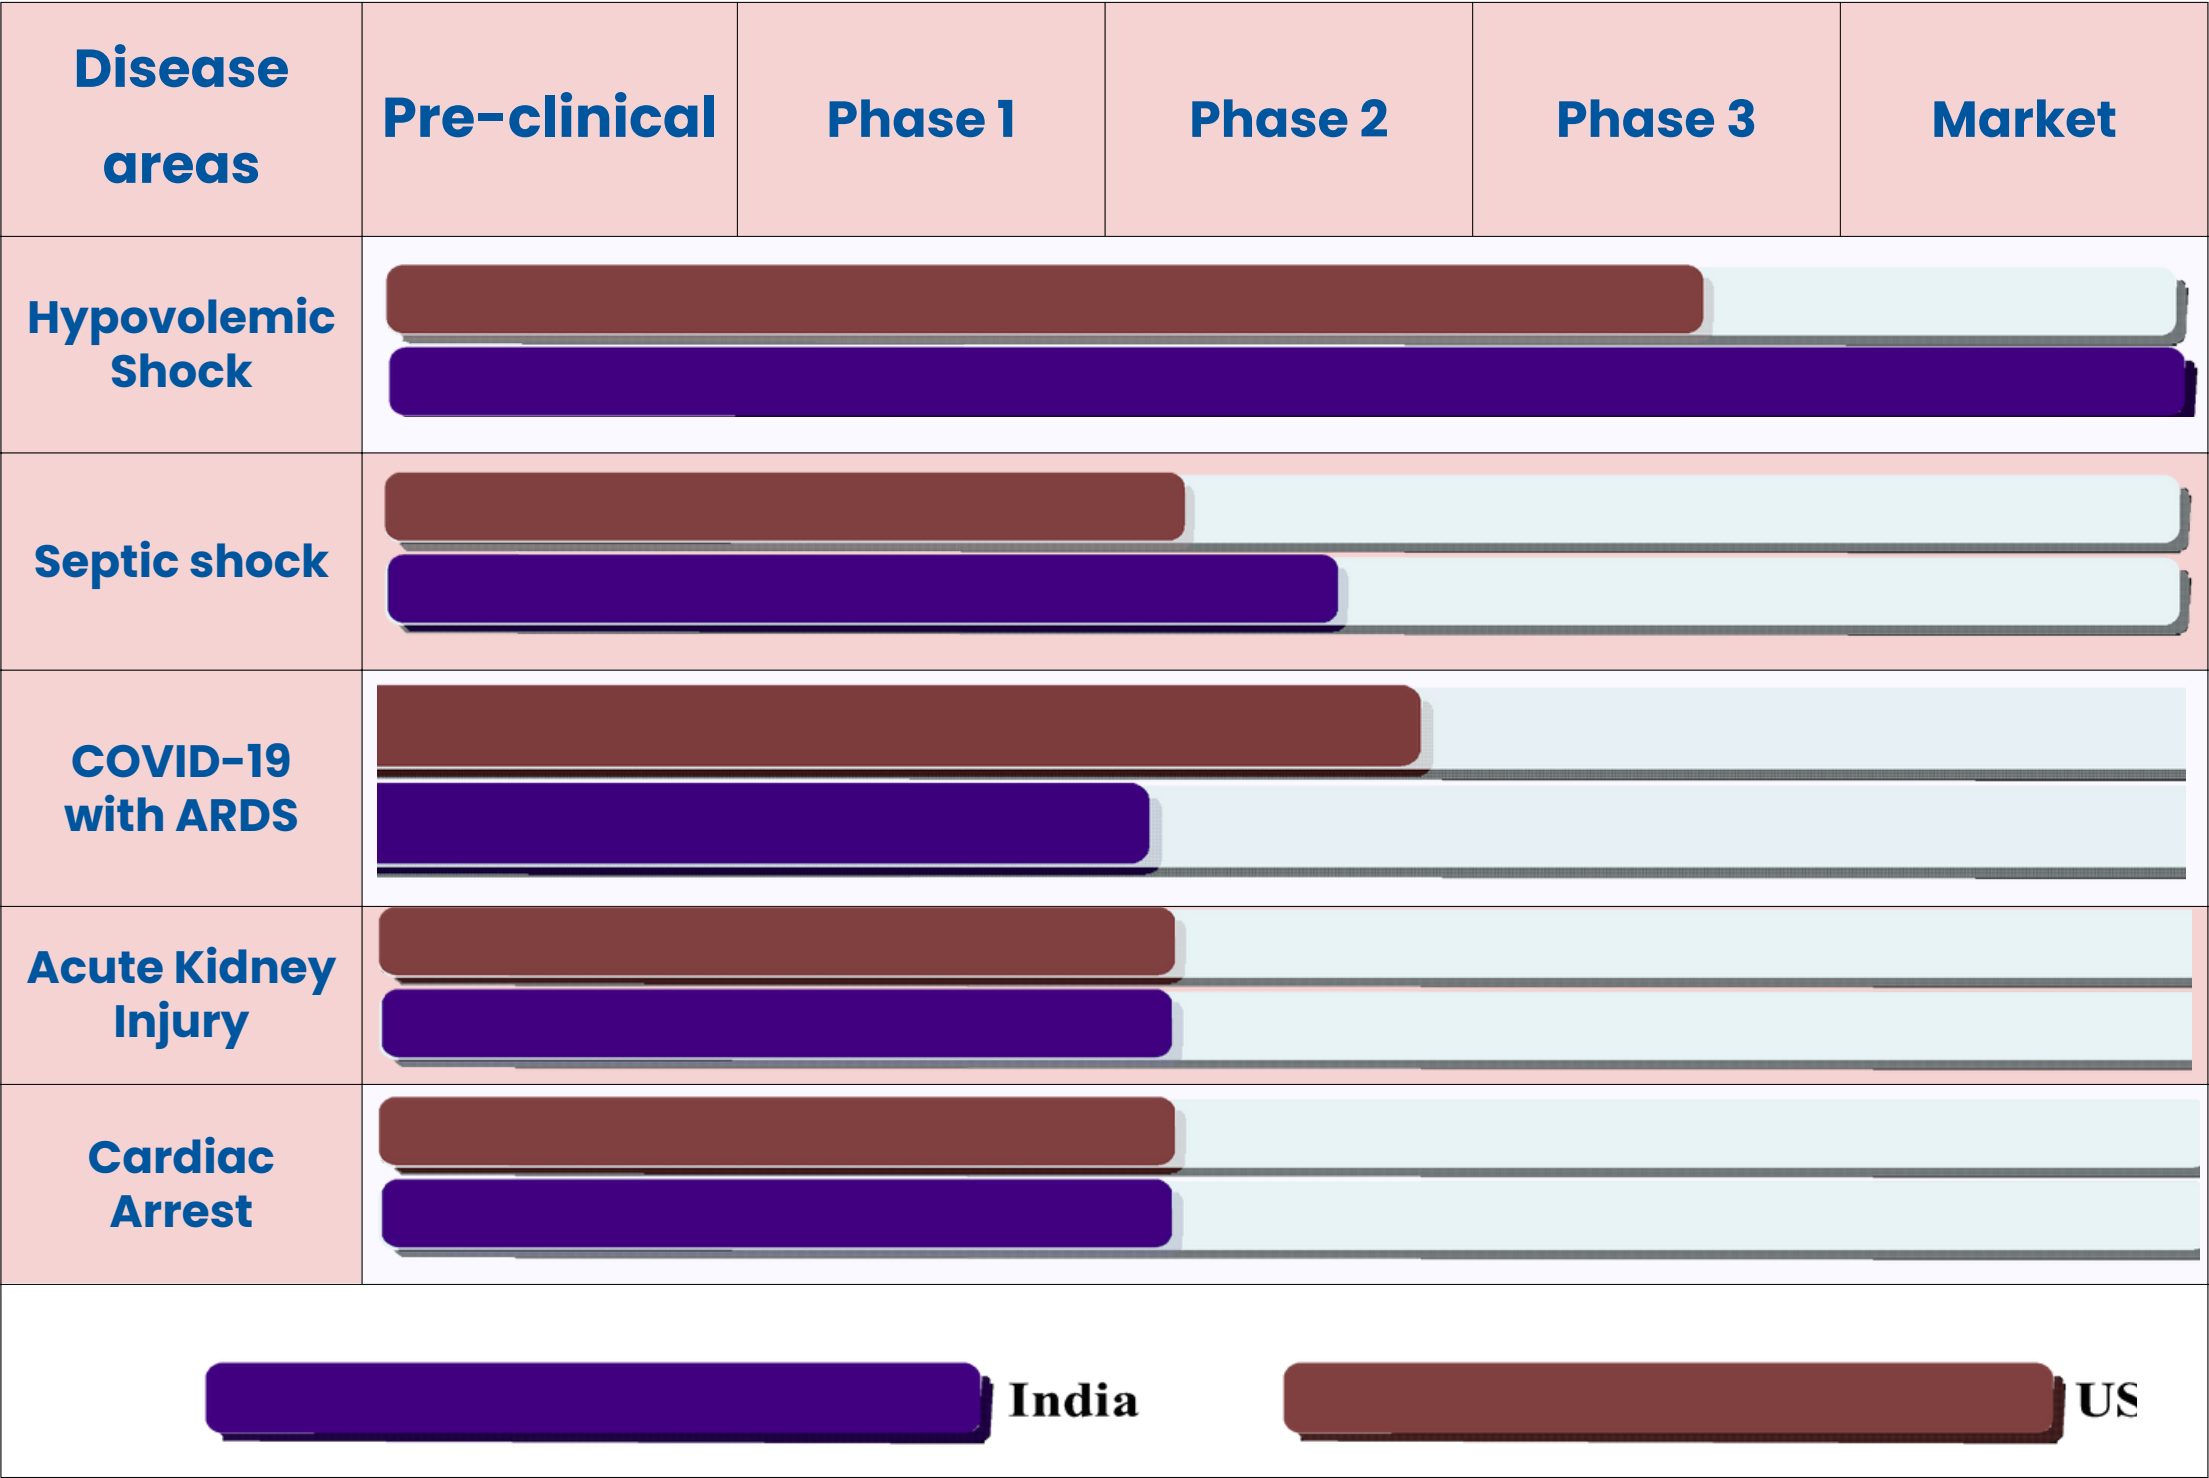 Disease
areas
Pre-clinical
Phase 1
Phase 2
Phase 3
Market
Hypovolemic
Shock
Septic shock
COVID-19
with ARDS
Acute Kidney
Injury
Cardiac
Arrest
India
US